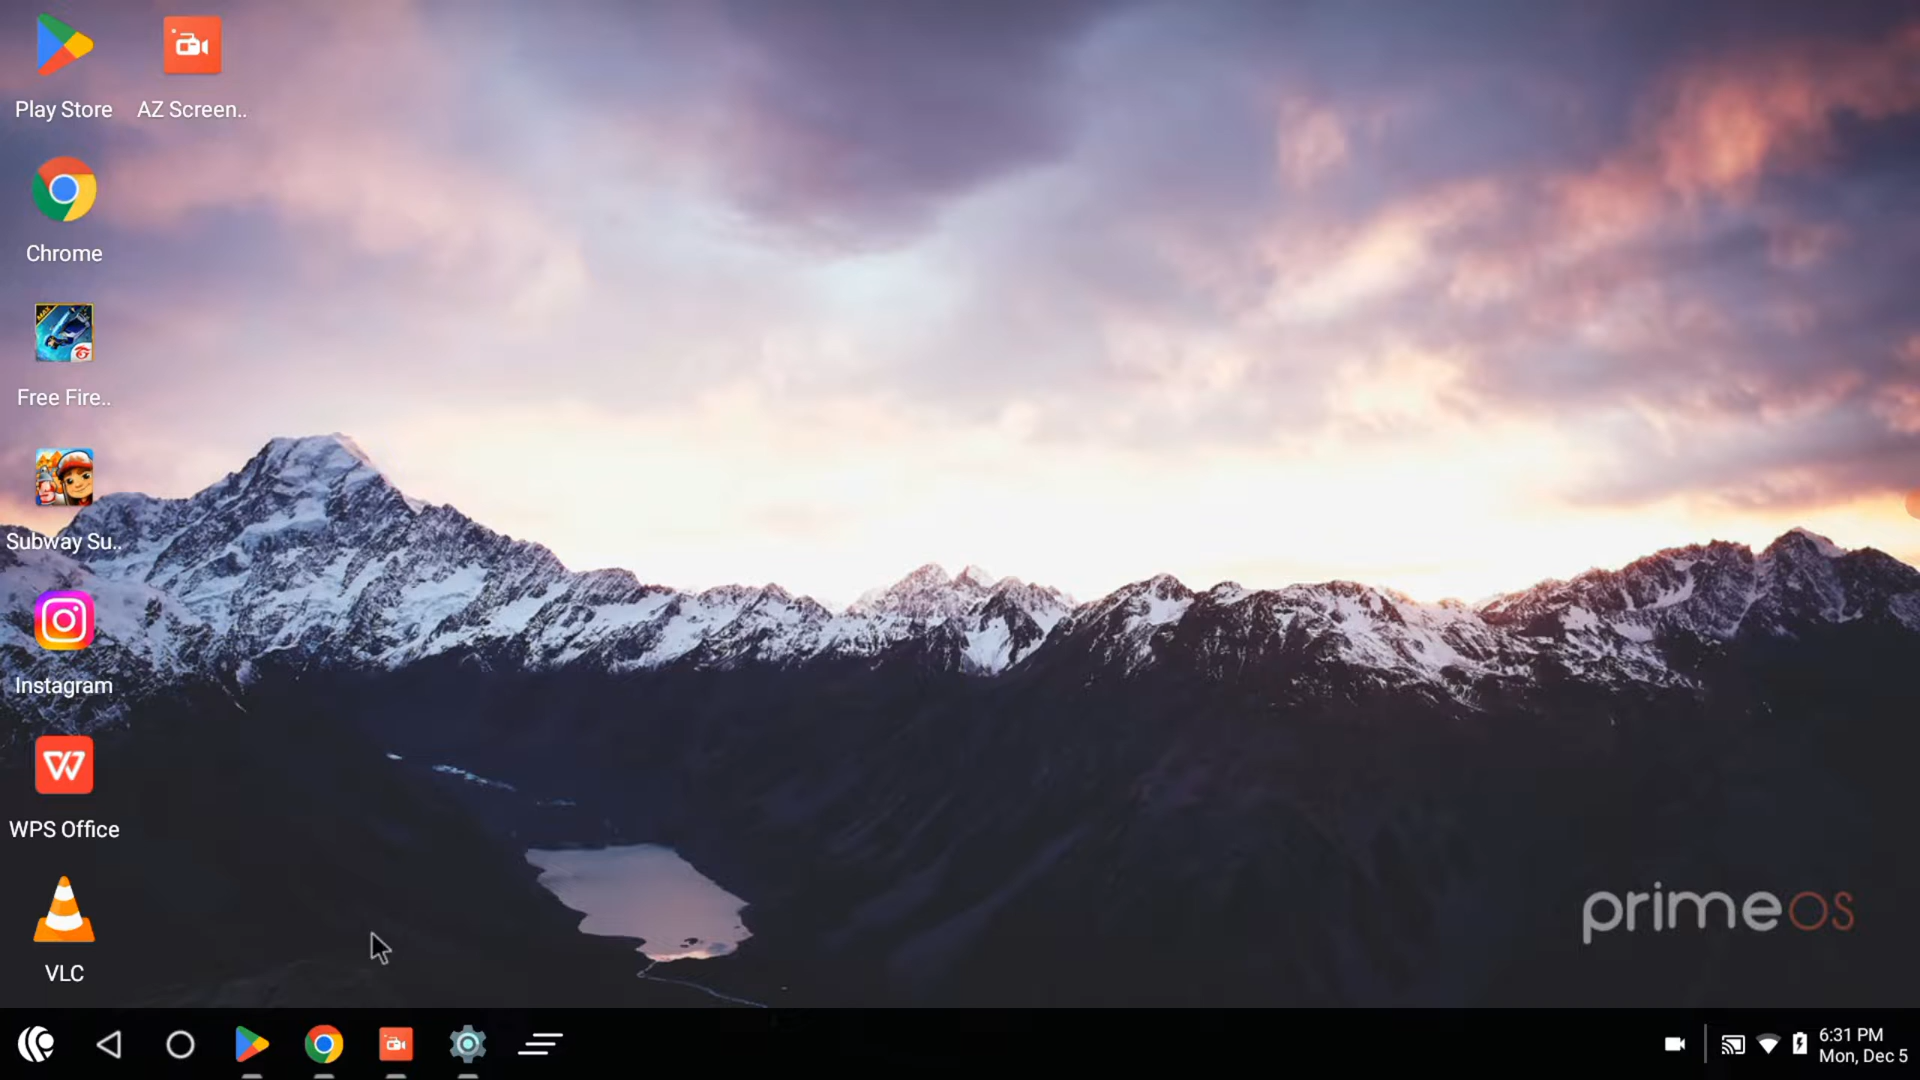 Play Store
AZ Screen..
Chrome
Free Fire..
Subway Su..
Instagram
WPS Office
VLC
primeos
6:31 PM
Mon, Dec 5